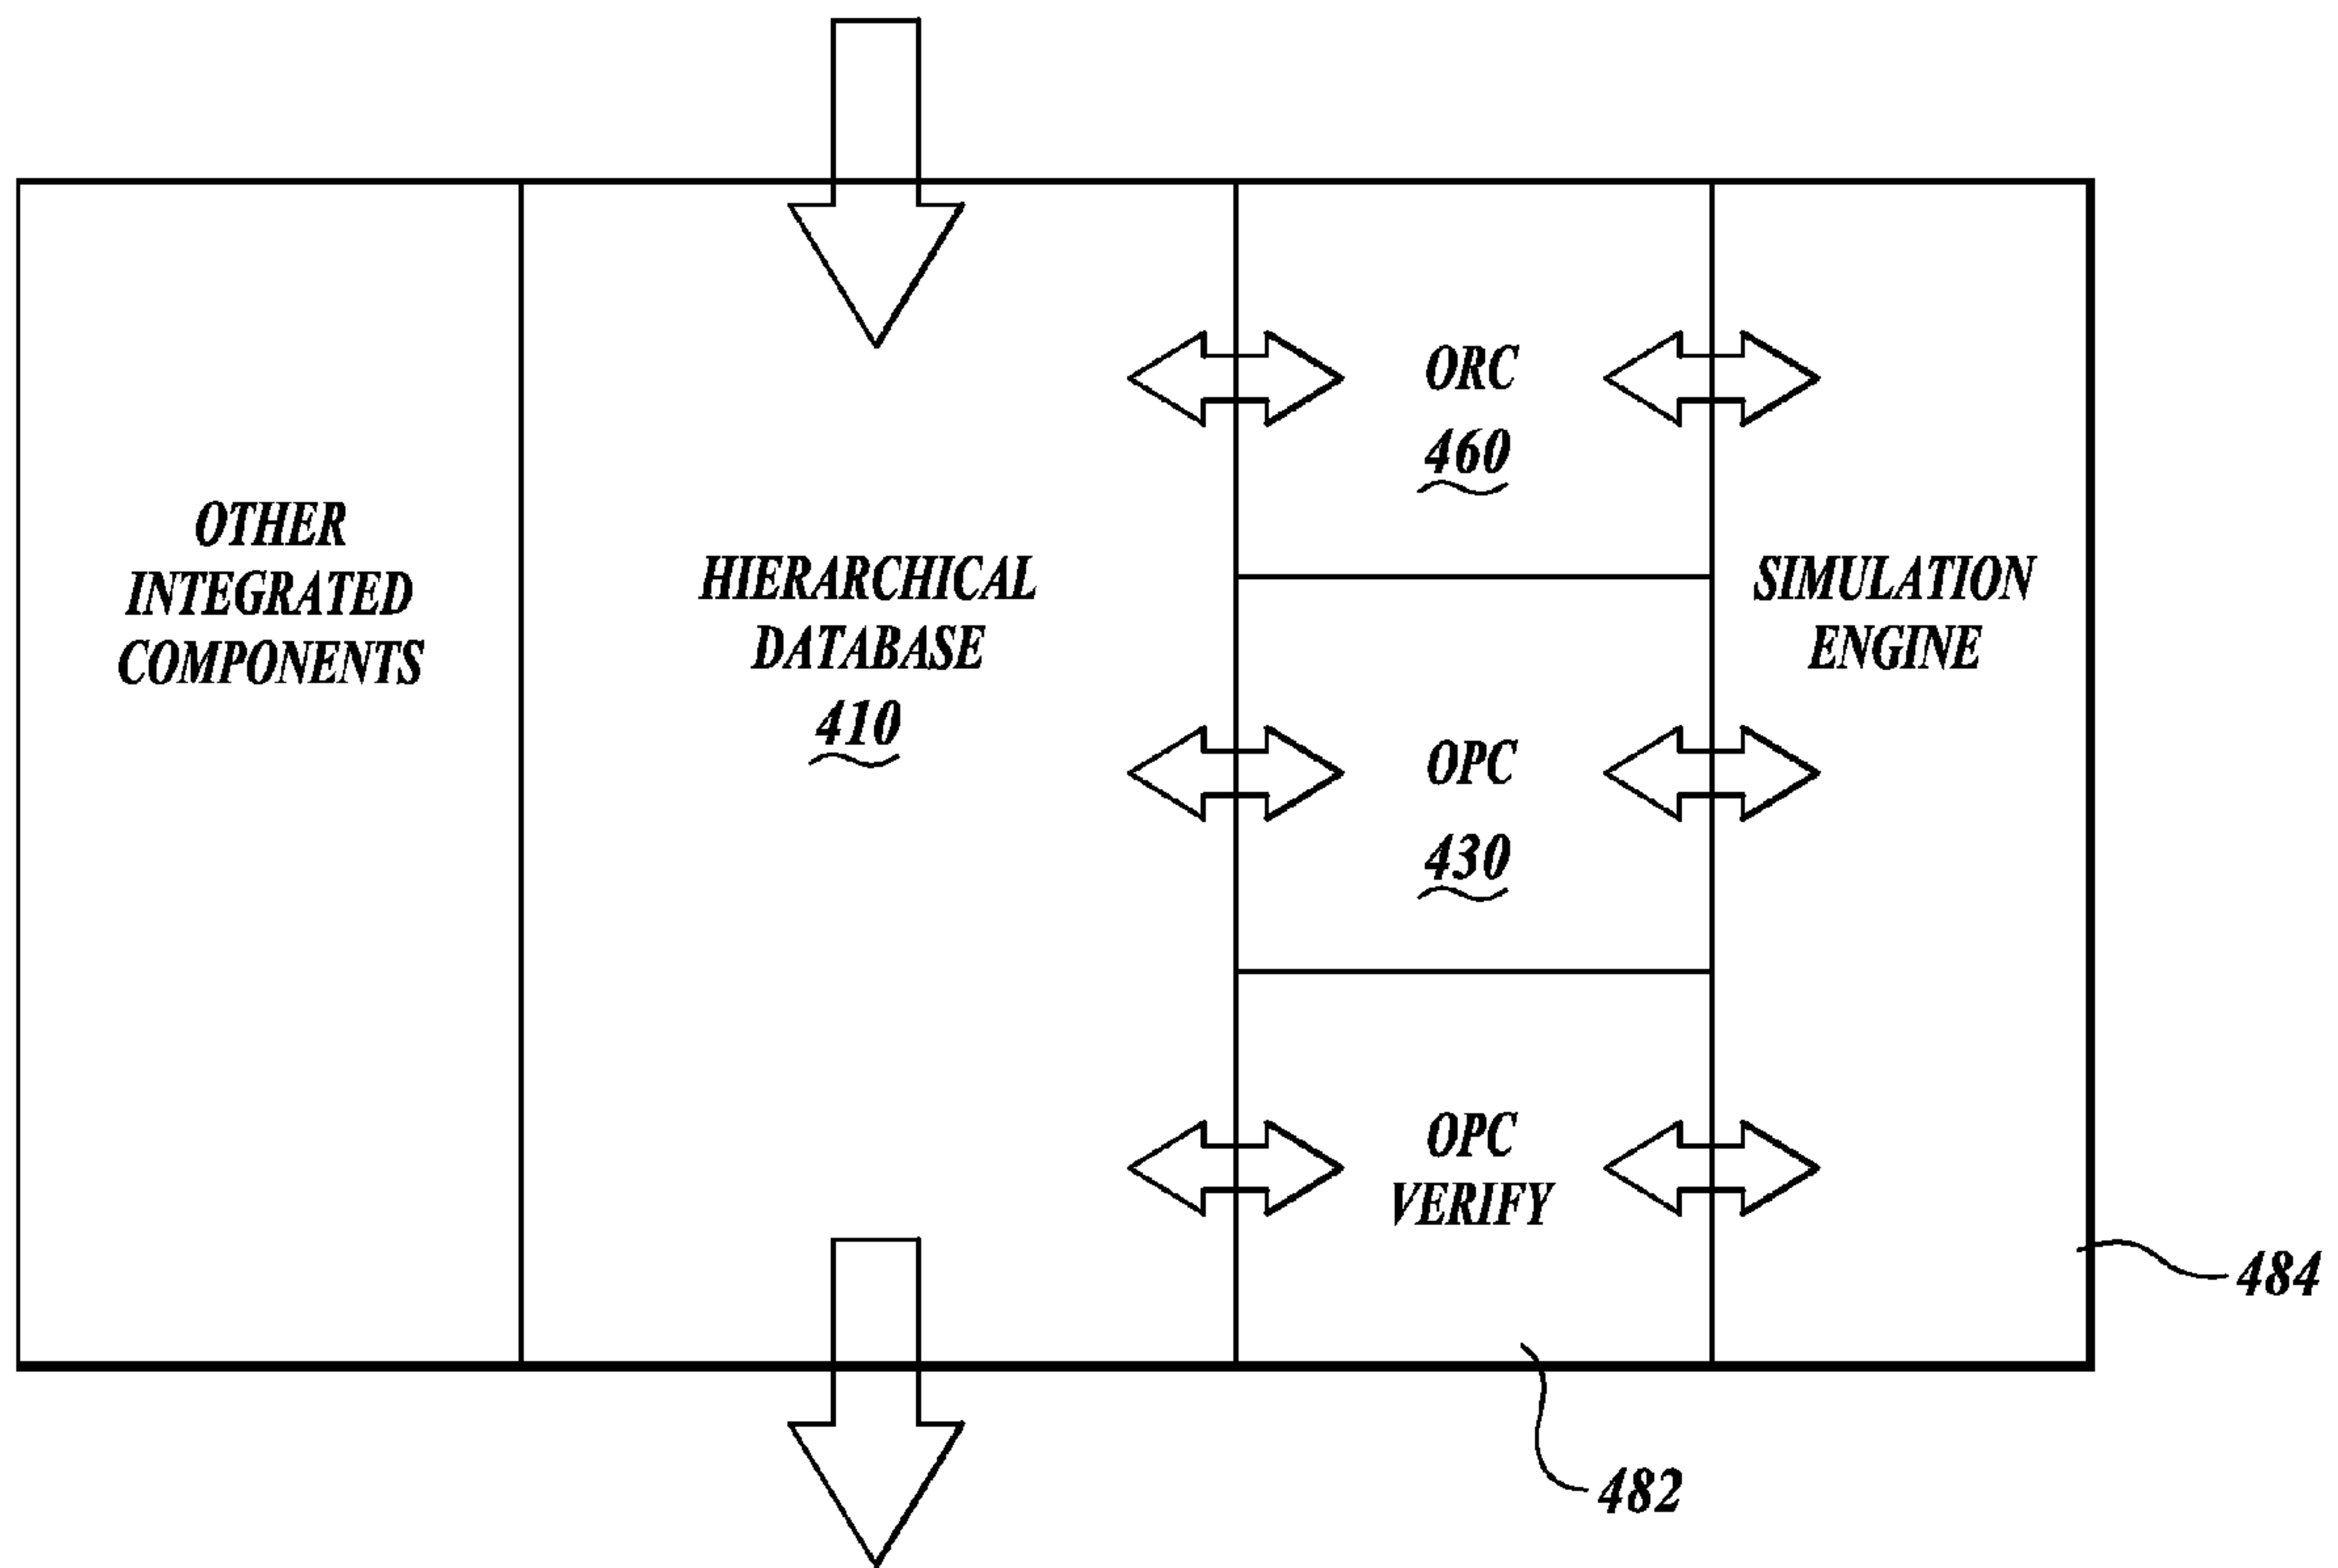 OTHER
INTEGRATED
COMPONENTS
HIERARCHICAL
DATABASE
410
ORC
460
OPC
430
OPC
VERIFY
SIMULATION
ENGINE
484
482